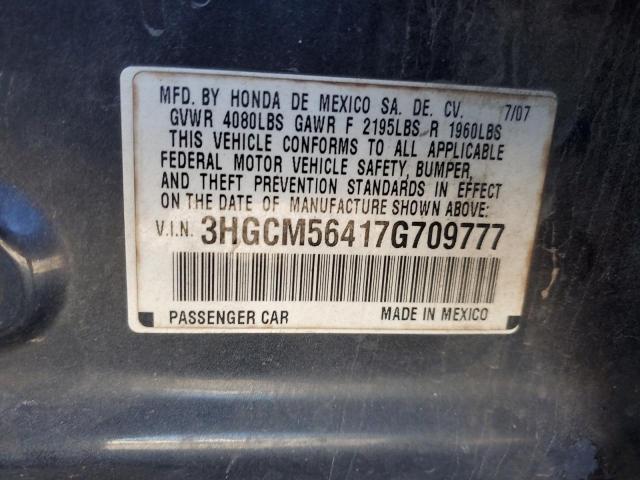 MFD. BY HONDA DE MEXICO SA. DE. CV. 7/07
GVWR 4080LBS GAWR F 2195LBS R 1960LBS
THIS VEHICLE CONFORMS TO ALL APPLICABLE
FEDERAL MOTOR VEHICLE SAFETY, BUMPER,
AND THEFT PREVENTION STANDARDS IN EFFECT
ON THE DATE OF MANUFACTURE SHOWN ABOVE:
V.I.N. 3HGCM56417G709777
PASSENGER CAR MADE IN MEXICO